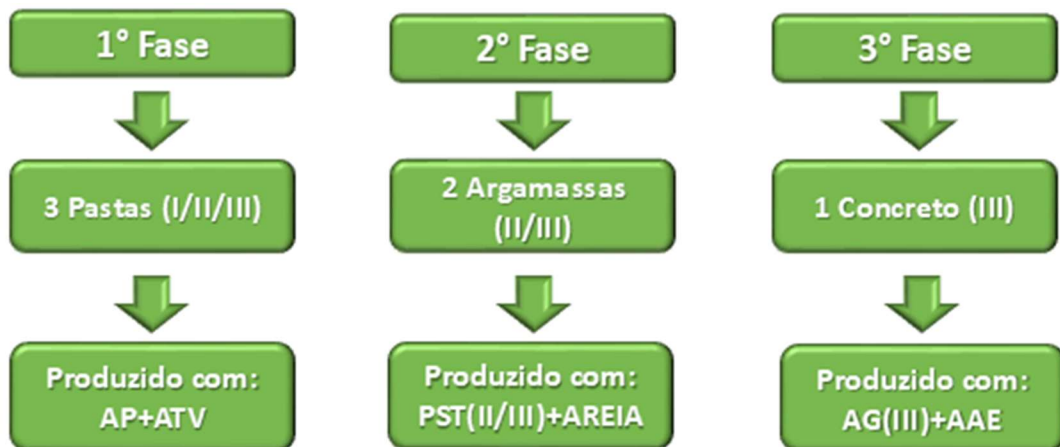 1° Fase
3 Pastas (I/II/III)
Produzido com:
AP+ATV
2° Fase
2 Argamassas
(II/III)
Produzido com:
PST(II/III)+AREIA
3° Fase
1 Concreto (III)
Produzido com:
AG(III)+AAE